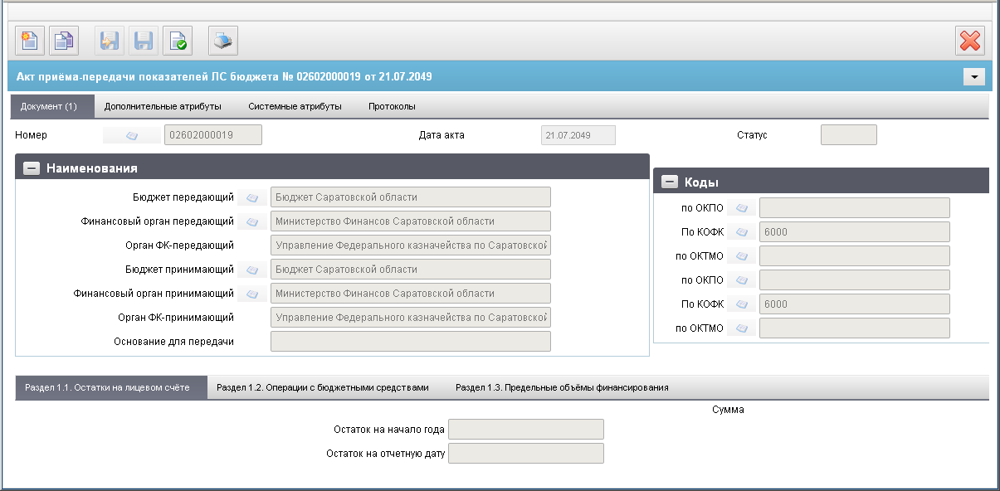 Акт приёма-передачи показателей ЛС бюджета № 02602000019 от 21.07.2049
Документ (1) Дополнительные атрибуты Системные атрибуты Протоколы
Номер 02602000019 Дата акта 21.07.2049 Статус
Наименования
Бюджет передающий Бюджет Саратовской области
Финансовый орган передающий Министерство Финансов Саратовской области
Орган ФК-передающий Управление Федерального казначейства по Саратовской
Бюджет принимающий Бюджет Саратовской области
Финансовый орган принимающий Министерство Финансов Саратовской области
Орган ФК-принимающий Управление Федерального казначейства по Саратовской
Основание для передачи
Коды
по ОКПО
По КОФК 6000
по ОКТМО
по ОКПО
По КОФК 6000
по ОКТМО
Раздел 1.1. Остатки на лицевом счёте Раздел 1.2. Операции с бюджетными средствами Раздел 1.3. Предельные объёмы финансирования
Сумма
Остаток на начало года
Остаток на отчетную дату